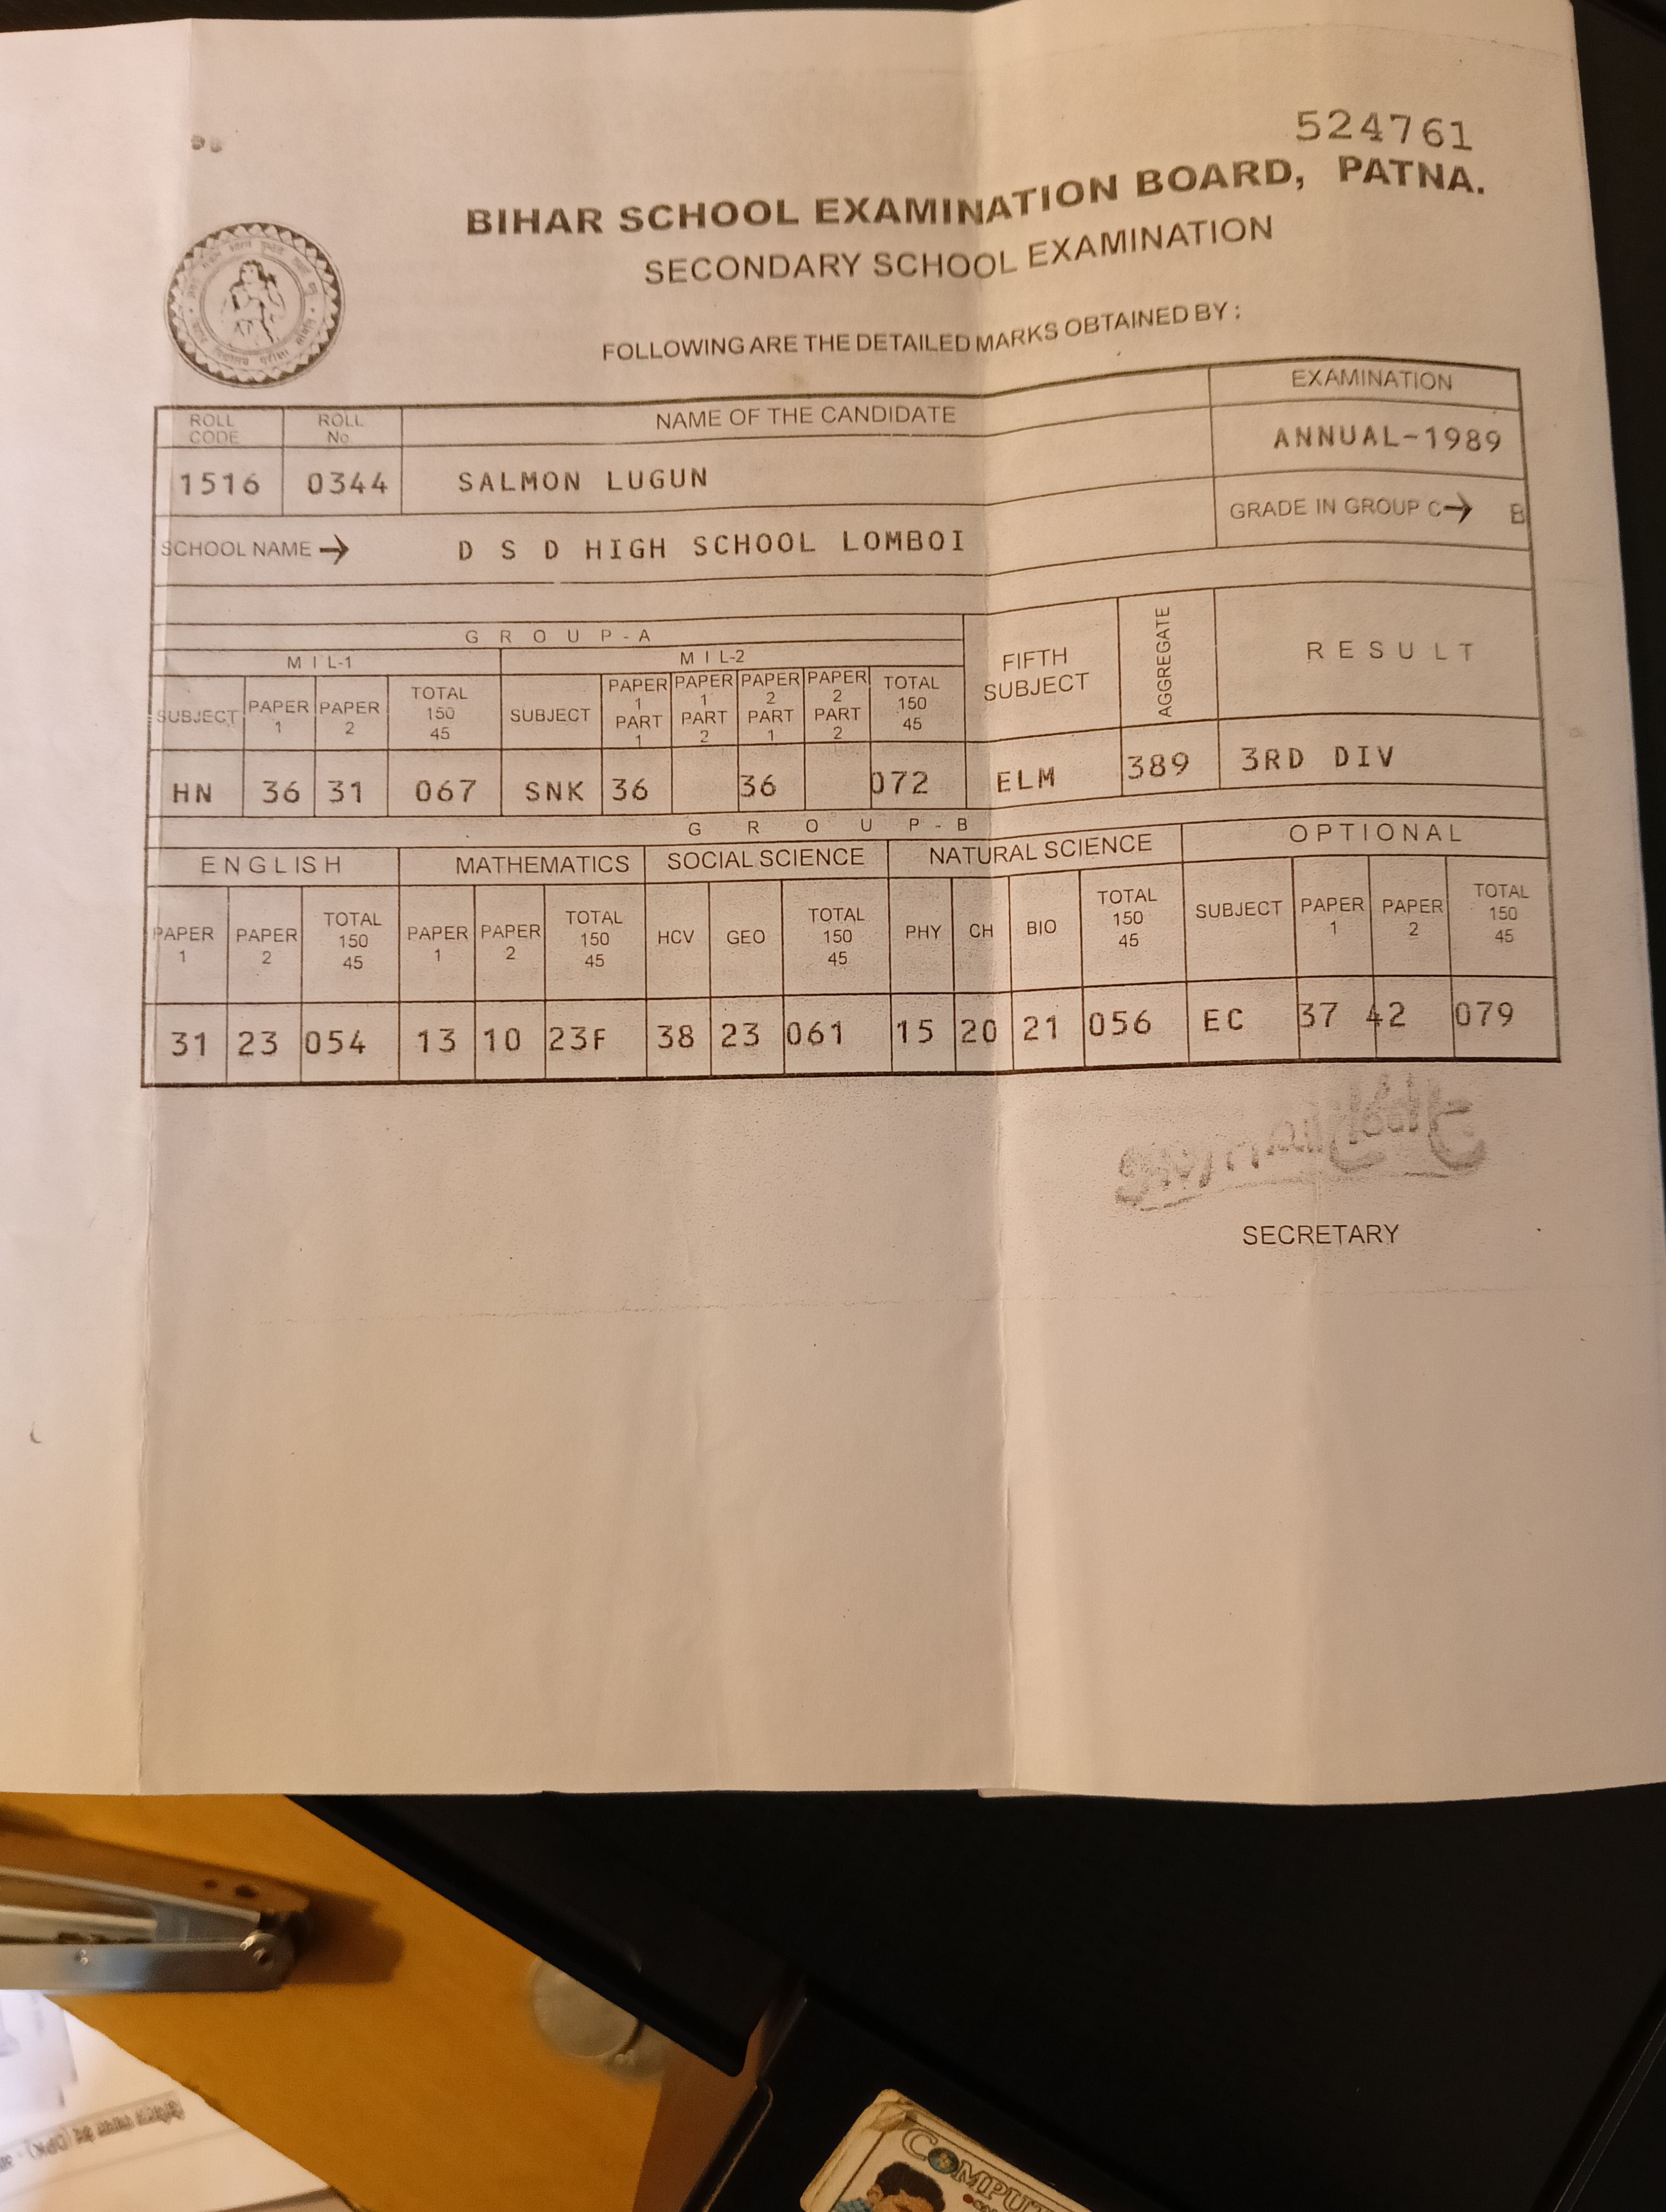 524761
BIHAR SCHOOL EXAMINATION BOARD, PATNA.
SECONDARY SCHOOL EXAMINATION
FOLLOWING ARE THE DETAILED MARKS OBTAINED BY :
ROLL CODE ROLL No NAME OF THE CANDIDATE EXAMINATION
1516 0344 SALMON LUGUN ANNUAL-1989
SCHOOL NAME → D S D HIGH SCHOOL LOMBOI GRADE IN GROUP C→ B
GROUP-A
MIL-1 MIL-2 FIFTH SUBJECT AGGREGATE RESULT
SUBJECT PAPER 1 PAPER 2 TOTAL 150 45 SUBJECT PAPER 1 PART 1 PAPER 1 PART 2 PAPER 2 PART 1 PAPER 2 PART 2 TOTAL 150 45
HN 36 31 067 SNK 36 36 072 ELM 389 3RD DIV
GROUP-B
ENGLISH MATHEMATICS SOCIAL SCIENCE NATURAL SCIENCE OPTIONAL
PAPER 1 PAPER 2 TOTAL 150 45 PAPER 1 PAPER 2 TOTAL 150 45 HCV GEO TOTAL 150 45 PHY CH BIO TOTAL 150 45 SUBJECT PAPER 1 PAPER 2 TOTAL 150 45
31 23 054 13 10 23F 38 23 061 15 20 21 056 EC 37 42 079
SECRETARY